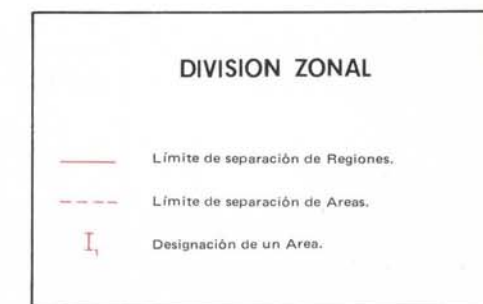 DIVISION ZONAL
Límite de separación de Regiones.
Límite de separación de Areas.
I₁ Designación de un Area.